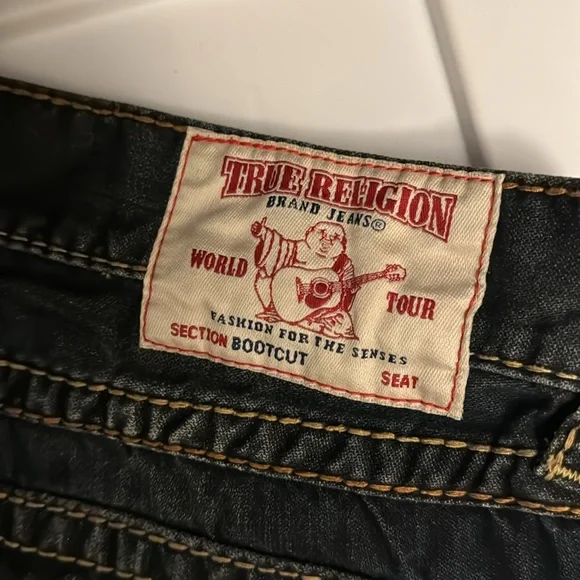 TRUE RELIGION
BRAND JEANS®
WORLD TOUR
FASHION FOR THE SENSES
SECTION BOOTCUT SEAT